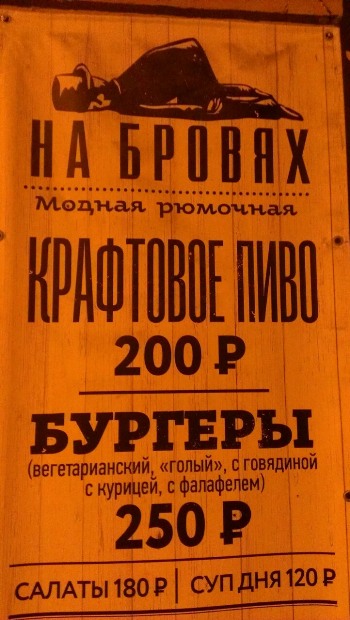 НА БРОВЯХ
Модная рюмочная
КРАФТОВОЕ ПИВО
200 ₽
БУРГЕРЫ
(вегетарианский, «голый», с говядиной
с курицей, с фалафелем)
250 ₽
САЛАТЫ 180 ₽ | СУП ДНЯ 120 ₽